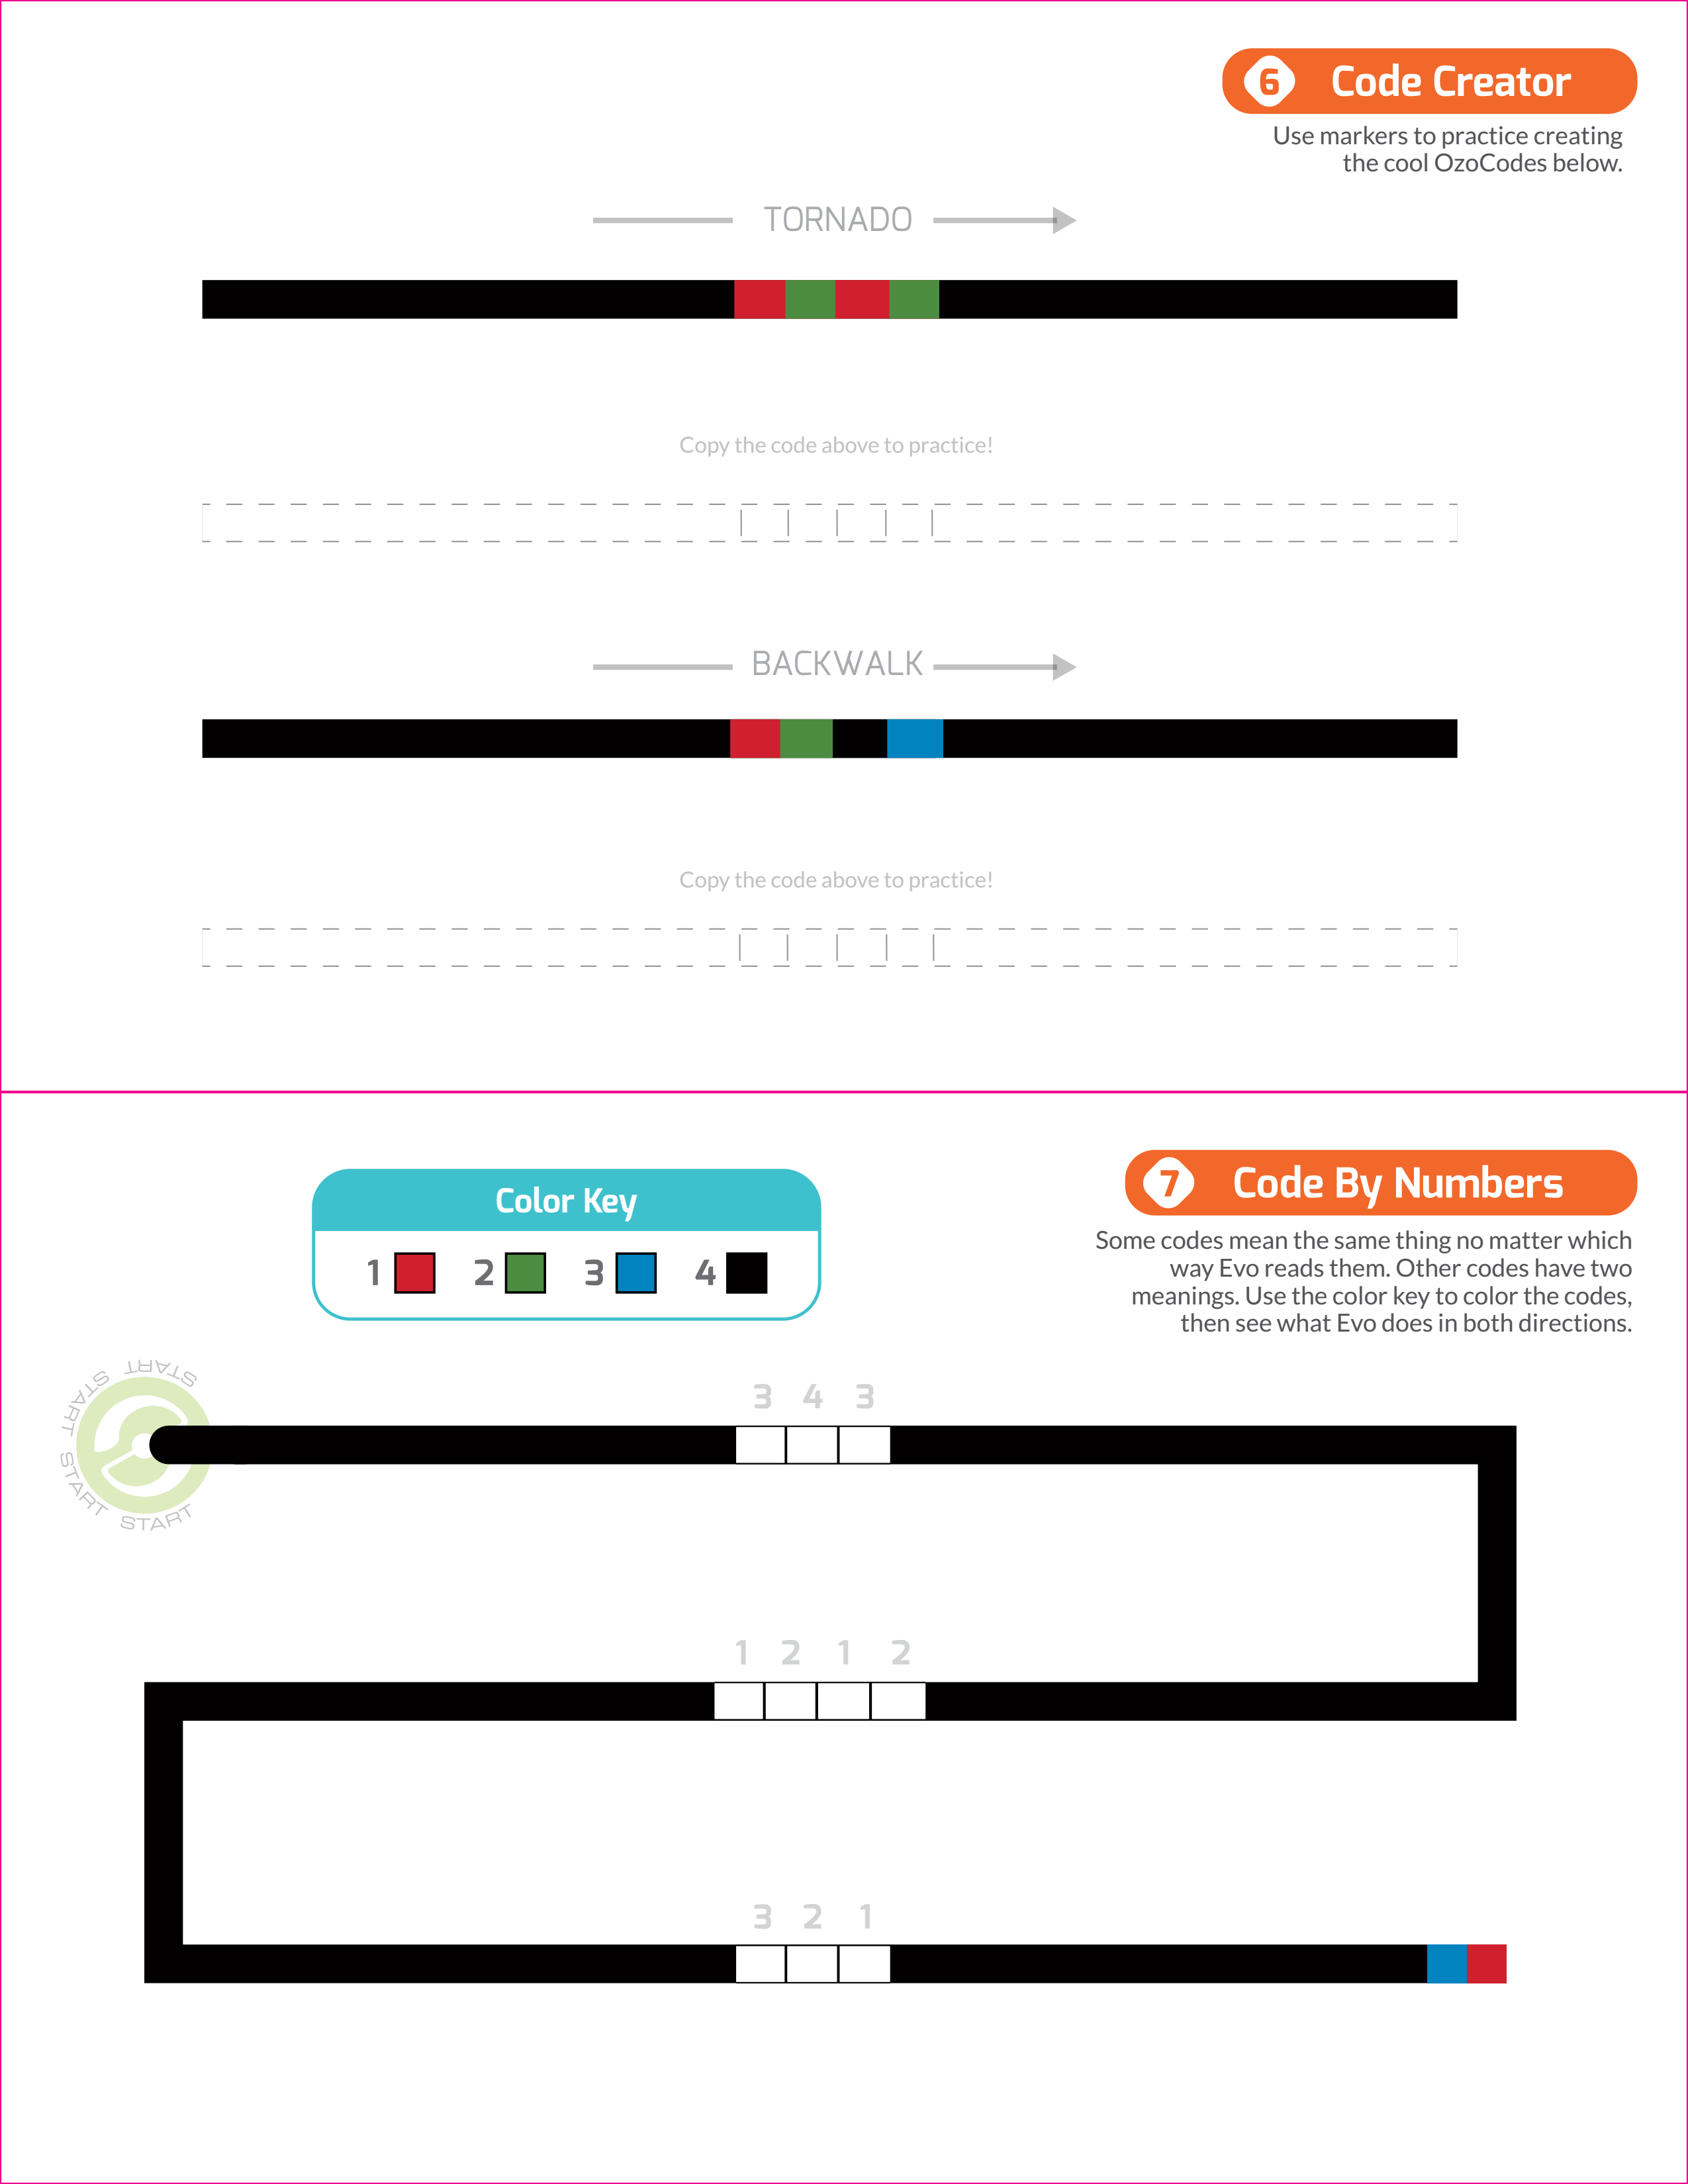 6 Code Creator
Use markers to practice creating
the cool OzoCodes below.
TORNADO
Copy the code above to practice!
BACKWALK
Copy the code above to practice!
7 Code By Numbers
Some codes mean the same thing no matter which
way Evo reads them. Other codes have two
meanings. Use the color key to color the codes,
then see what Evo does in both directions.
Color Key
1 2 3 4
START START START START
3 4 3
1 2 1 2
3 2 1